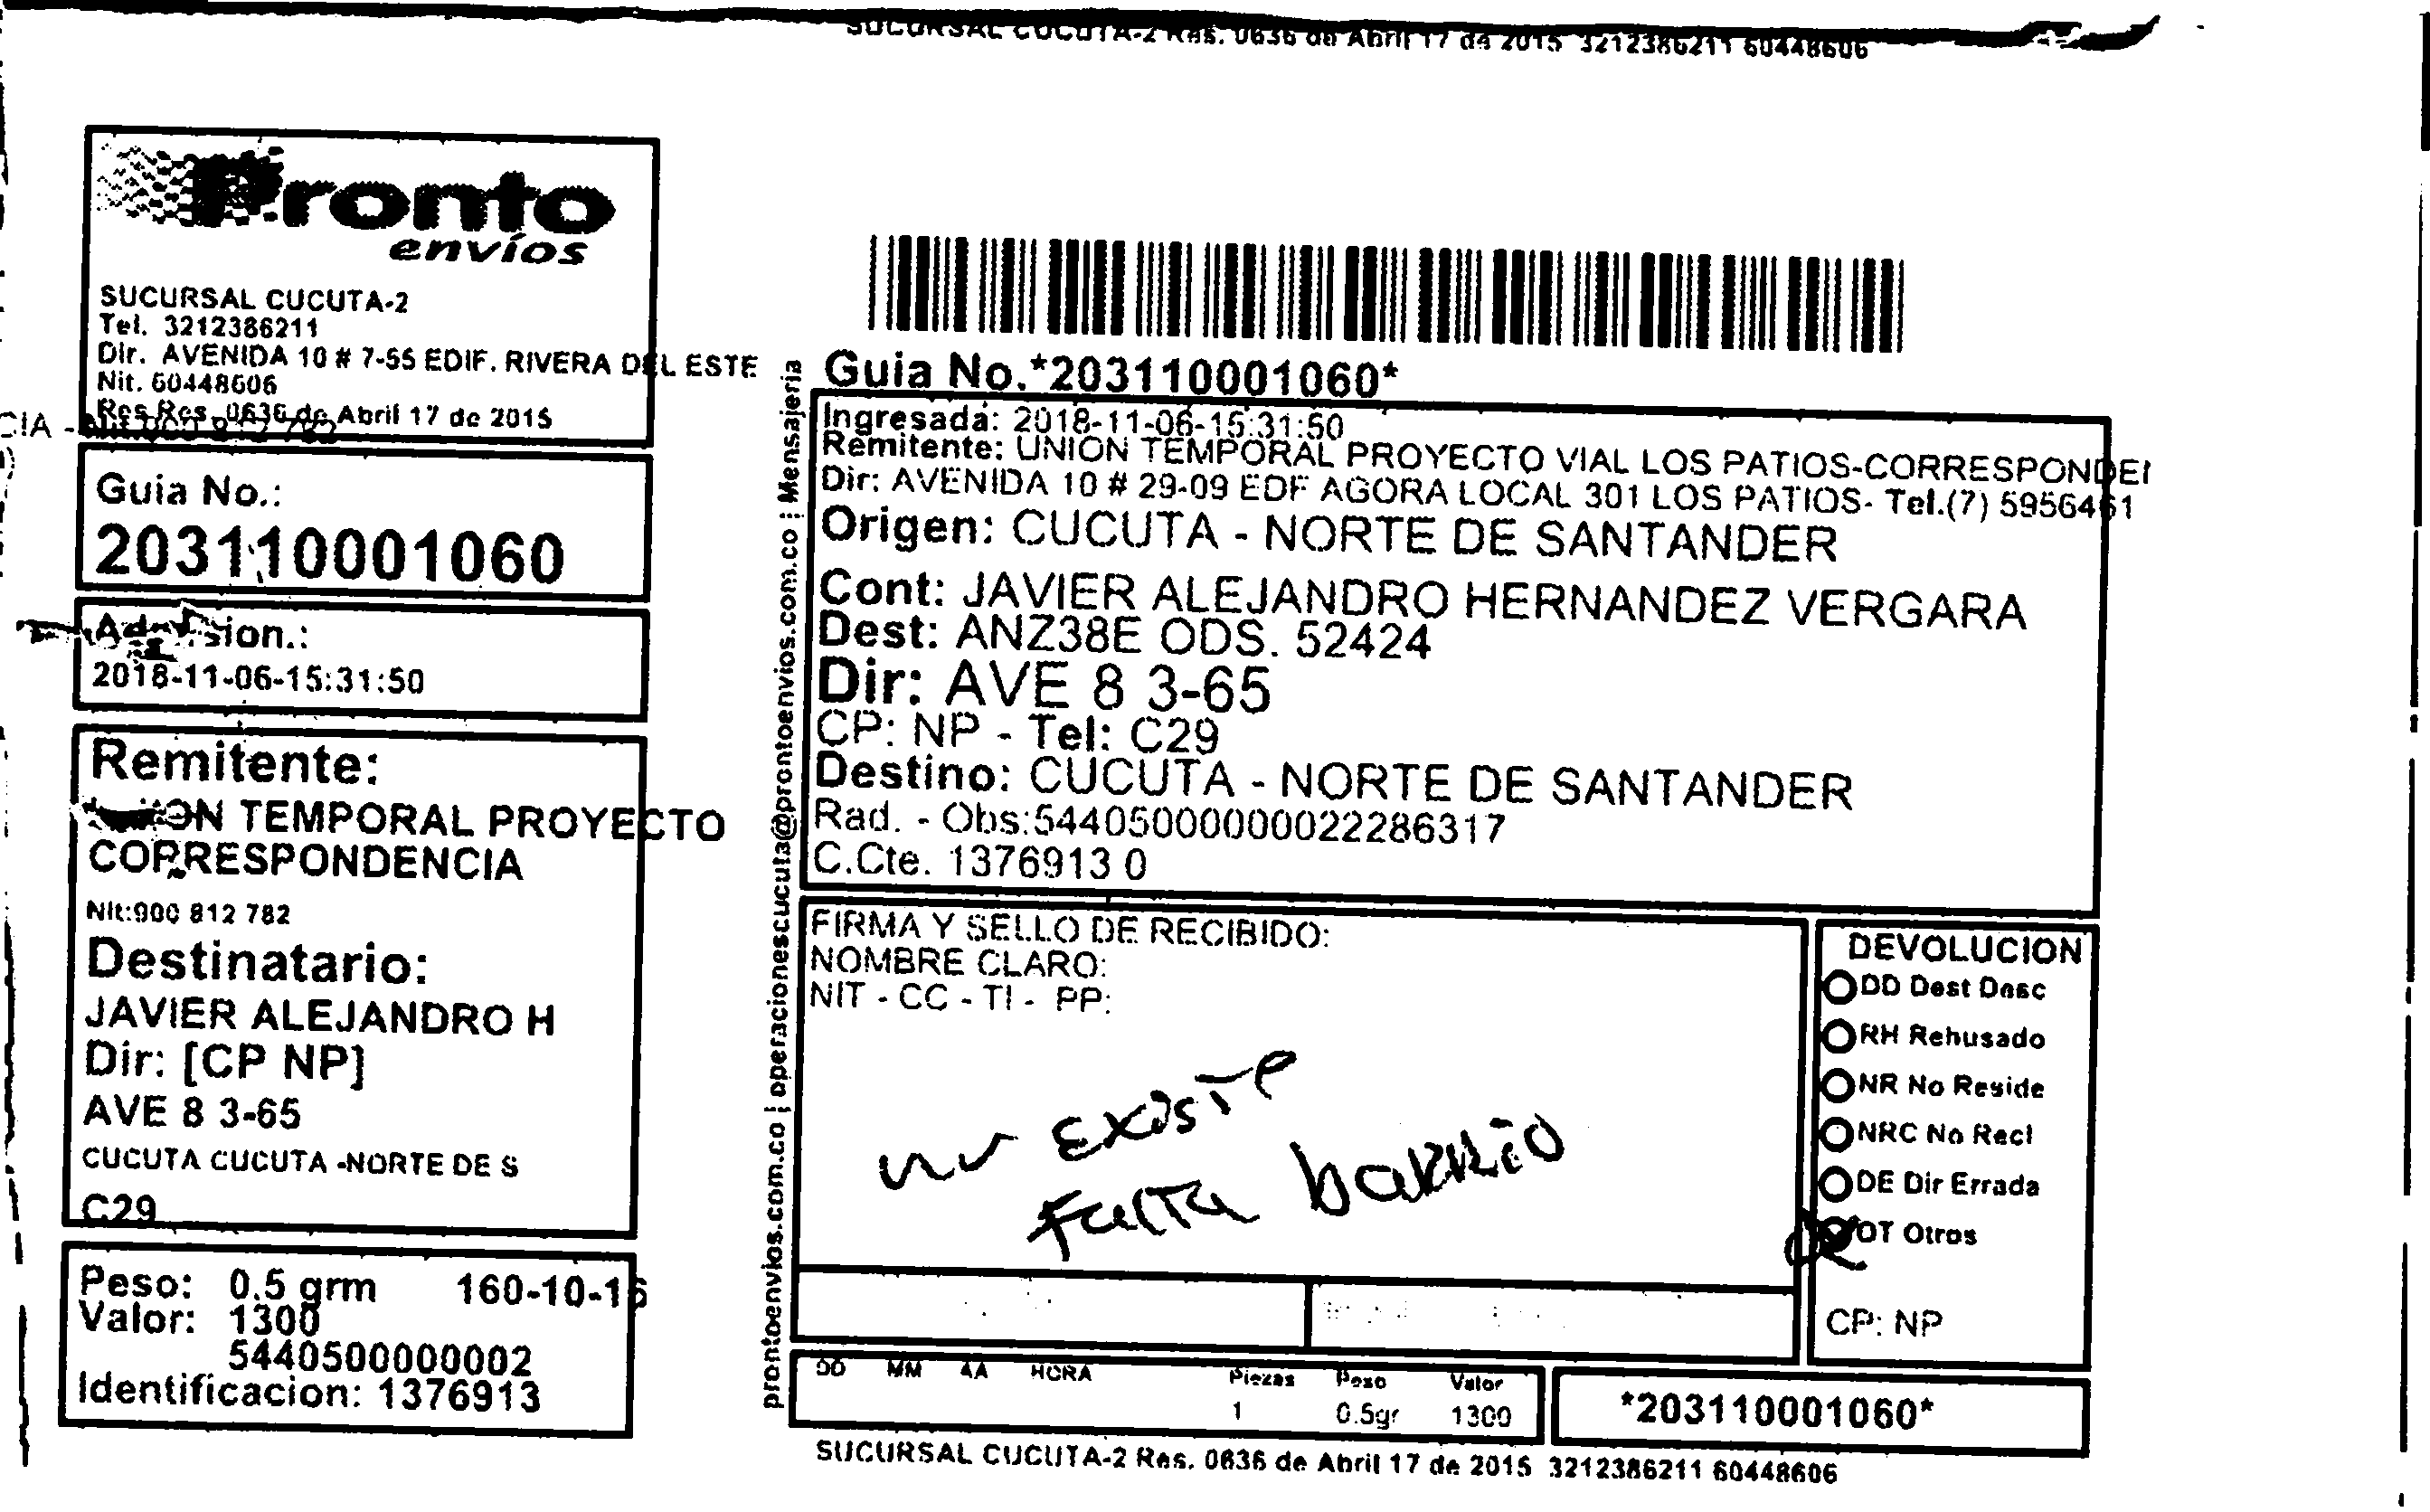 SUCURSAL CUCUTA-2 Res. 0636 de Abril 17 de 2015 3212386211 60448606
Pronto
envíos
SUCURSAL CUCUTA-2
Tel. 3212386211
Dir. AVENIDA 10 # 7-55 EDIF. RIVERA DEL ESTE
Nit. 60448606
Res Res. 0636 de Abril 17 de 2015
CIA - Nit.900 812 782
Guia No.:
203110001060
Admision.:
2018-11-06-15:31:50
Remitente:
UNION TEMPORAL PROYECTO
CORRESPONDENCIA
Nit:900 812 782
Destinatario:
JAVIER ALEJANDRO H
Dir: [CP NP]
AVE 8 3-65
CUCUTA CUCUTA -NORTE DE S
C29
Peso: 0.5 grm 160-10-16
Valor: 1300
5440500000002
Identificacion: 1376913
prontoenvios.com.co | operacionescucuta@prontoenvios.com.co | Mensajeria
Guia No.*203110001060*
Ingresada: 2018-11-06-15:31:50
Remitente: UNION TEMPORAL PROYECTO VIAL LOS PATIOS-CORRESPONDEN
Dir: AVENIDA 10 # 29-09 EDF AGORA LOCAL 301 LOS PATIOS- Tel.(7) 5956461
Origen: CUCUTA - NORTE DE SANTANDER
Cont: JAVIER ALEJANDRO HERNANDEZ VERGARA
Dest: ANZ38E ODS. 52424
Dir: AVE 8 3-65
CP: NP - Tel: C29
Destino: CUCUTA - NORTE DE SANTANDER
Rad. - Obs:544050000000022286317
C.Cte. 1376913 0
FIRMA Y SELLO DE RECIBIDO:
NOMBRE CLARO:
NIT - CC - TI - PP:
no Existe
Falta barrio
DEVOLUCION
DD Dest Desc
RH Rehusado
NR No Reside
NRC No Recl
DE Dir Errada
OT Otros
CP: NP
DD MM AA HORA Piezas Peso Valor
1 0.5gr 1300
*203110001060*
SUCURSAL CUCUTA-2 Res. 0636 de Abril 17 de 2015 3212386211 60448606